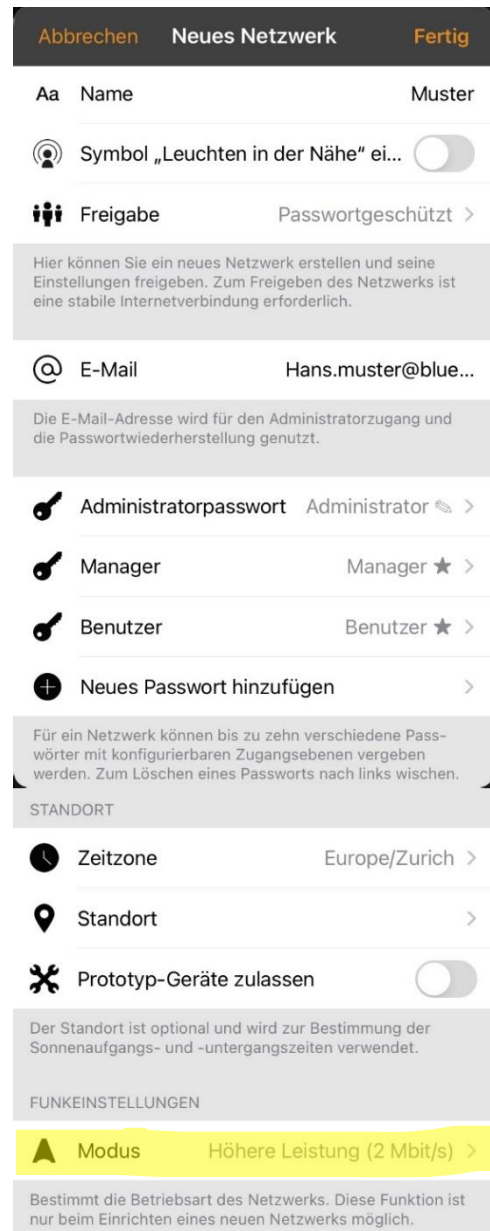 Abbrechen Neues Netzwerk Fertig
Aa Name Muster
Symbol „Leuchten in der Nähe“ ei...
Freigabe Passwortgeschützt >
Hier können Sie ein neues Netzwerk erstellen und seine
Einstellungen freigeben. Zum Freigeben des Netzwerks ist
eine stabile Internetverbindung erforderlich.
@ E-Mail Hans.muster@blue...
Die E-Mail-Adresse wird für den Administratorzugang und
die Passwortwiederherstellung genutzt.
Administratorpasswort Administrator ✎ >
Manager Manager ★ >
Benutzer Benutzer ★ >
Neues Passwort hinzufügen >
Für ein Netzwerk können bis zu zehn verschiedene Pass-
wörter mit konfigurierbaren Zugangsebenen vergeben
werden. Zum Löschen eines Passworts nach links wischen.
STANDORT
Zeitzone Europe/Zurich >
Standort >
Prototyp-Geräte zulassen
Der Standort ist optional und wird zur Bestimmung der
Sonnenaufgangs- und -untergangszeiten verwendet.
FUNKEINSTELLUNGEN
Modus Höhere Leistung (2 Mbit/s) >
Bestimmt die Betriebsart des Netzwerks. Diese Funktion ist
nur beim Einrichten eines neuen Netzwerks möglich.